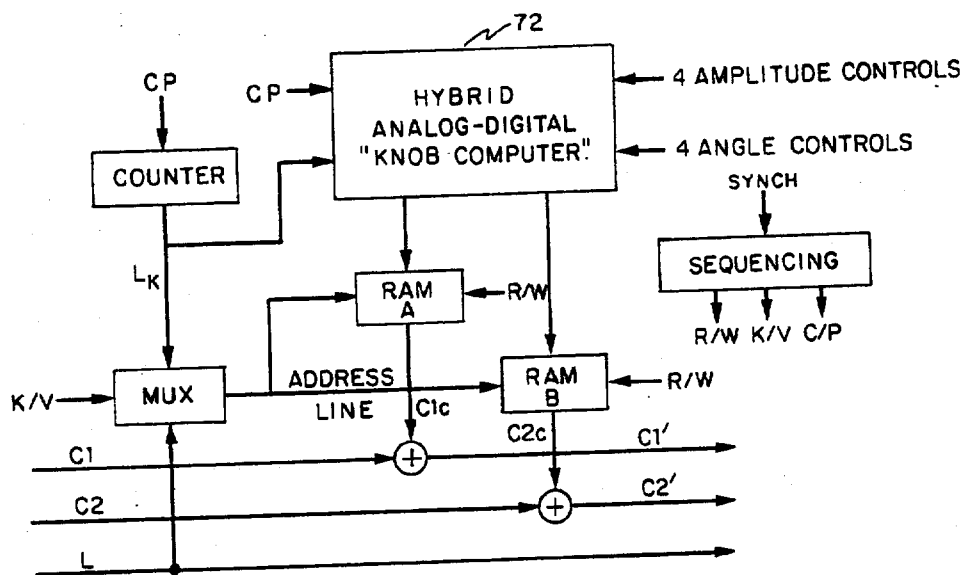 72
CP
CP
HYBRID
ANALOG-DIGITAL
"KNOB COMPUTER".
4 AMPLITUDE CONTROLS
4 ANGLE CONTROLS
COUNTER
SYNCH
SEQUENCING
LK
RAM
A
R/W
R/W K/V C/P
K/V
MUX
ADDRESS
LINE
C1c
RAM
B
R/W
C2c
C1
C1'
C2
C2'
L